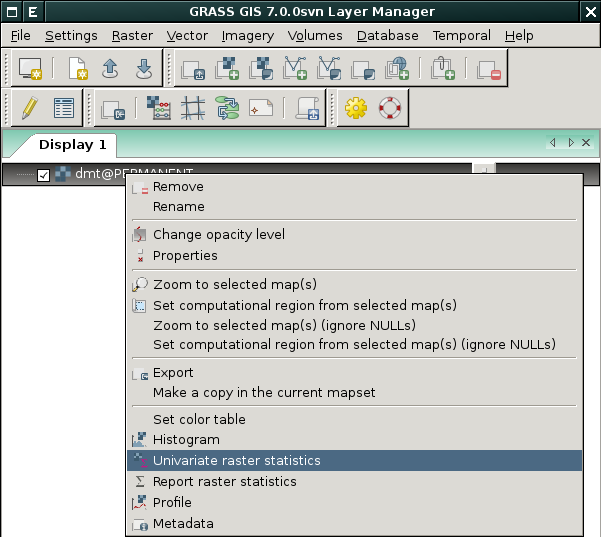 E GRASS GIS 7.0.0svn Layer Manager
File Settings Raster Vector Imagery Volumes Database Temporal Help
Display 1
dmt@PERMANENT
Remove
Rename
Change opacity level
Properties
Zoom to selected map(s)
Set computational region from selected map(s)
Zoom to selected map(s) (ignore NULLs)
Set computational region from selected map(s) (ignore NULLs)
Export
Make a copy in the current mapset
Set color table
Histogram
Univariate raster statistics
Σ Report raster statistics
Profile
Metadata